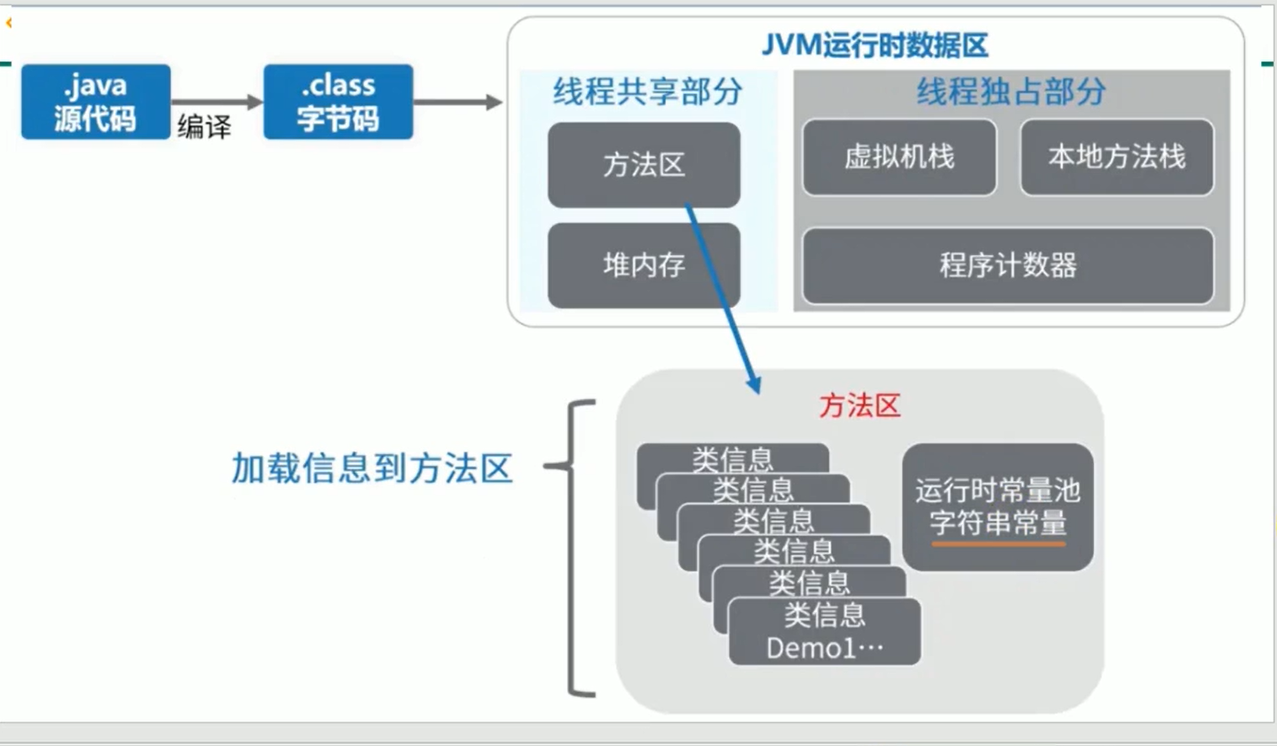 JVM运行时数据区
.java
源代码
编译
.class
字节码
线程共享部分
方法区
堆内存
线程独占部分
虚拟机栈
本地方法栈
程序计数器
加载信息到方法区
方法区
类信息
类信息
类信息
类信息
类信息
类信息
Demo1…
运行时常量池
字符串常量